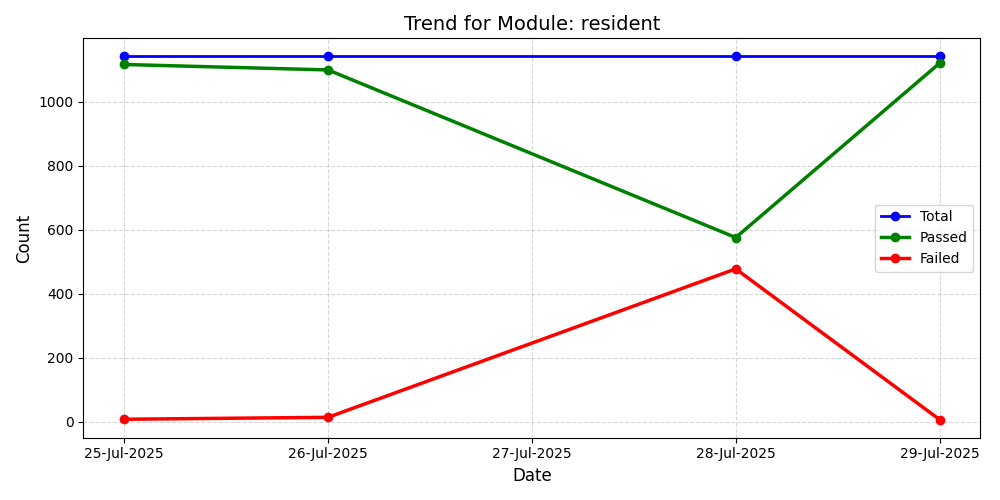 Trend for Module: resident
Count
1000
800
600
400
200
0
Total
Passed
Failed
25-Jul-2025
26-Jul-2025
27-Jul-2025
28-Jul-2025
29-Jul-2025
Date